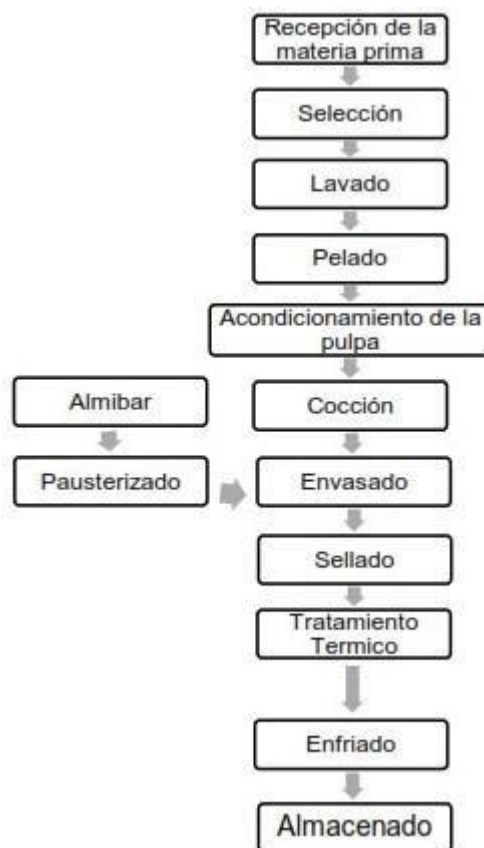 Recepción de la
materia prima
Selección
Lavado
Pelado
Acondicionamiento de la
pulpa
Almibar
Cocción
Pausterizado
Envasado
Sellado
Tratamiento
Termico
Enfriado
Almacenado